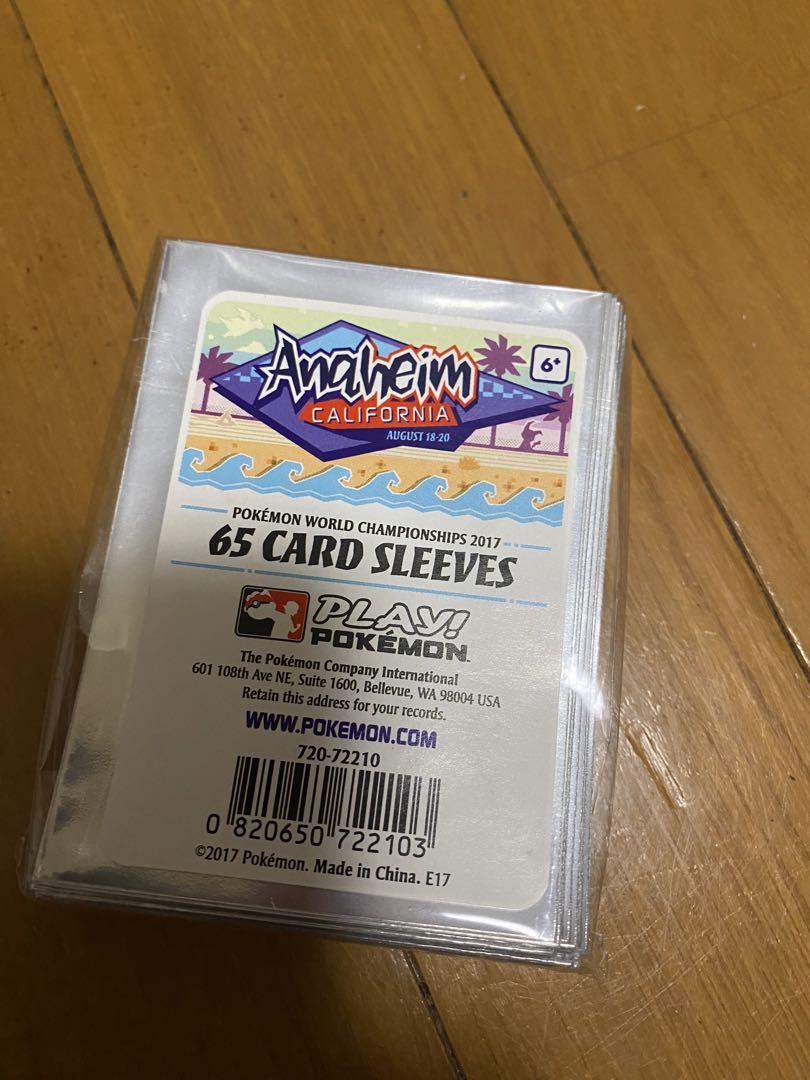 Anaheim
CALIFORNIA
AUGUST 18-20
6+
POKÉMON WORLD CHAMPIONSHIPS 2017
65 CARD SLEEVES
PLAY!
POKÉMON
The Pokémon Company International
601 108th Ave NE, Suite 1600, Bellevue, WA 98004 USA
Retain this address for your records.
WWW.POKEMON.COM
720-72210
0 820650 722103
©2017 Pokémon. Made in China. E17